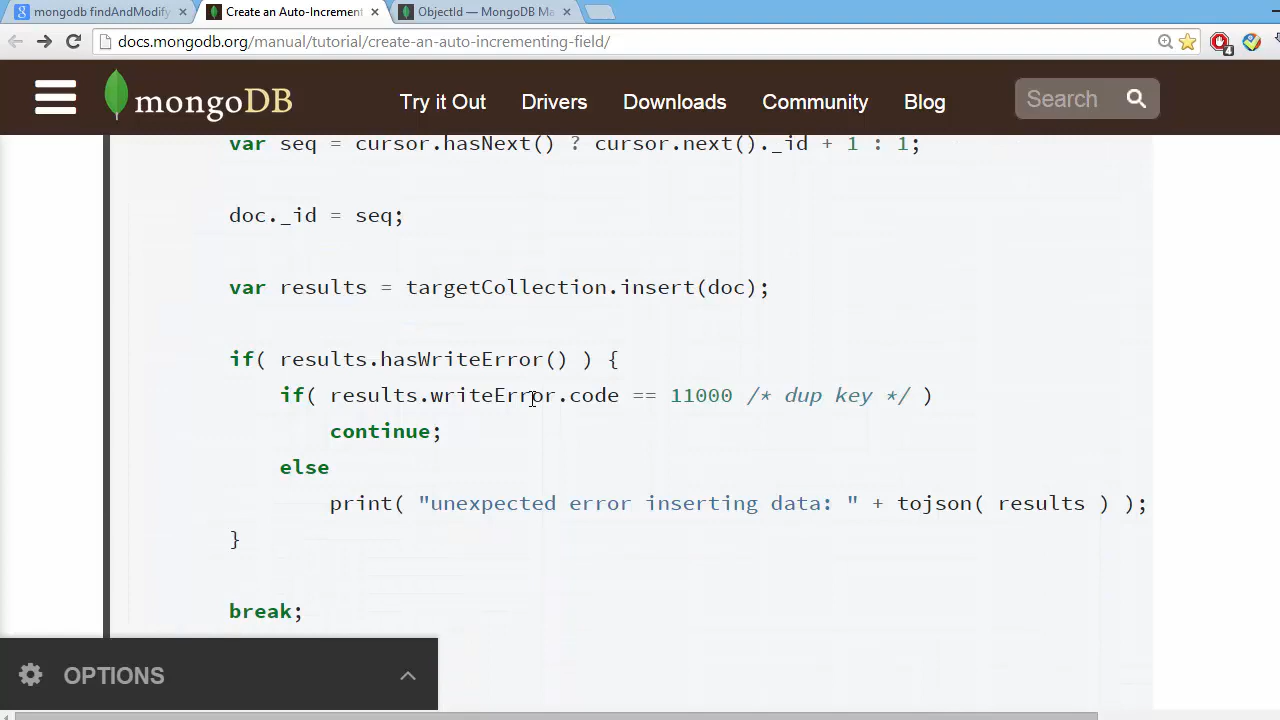 mongodb findAndModify
Create an Auto-Increment
ObjectId — MongoDB Ma
docs.mongodb.org/manual/tutorial/create-an-auto-incrementing-field/
4
mongoDB
Try it Out
Drivers
Downloads
Community
Blog
Search
var seq = cursor.hasNext() ? cursor.next()._id + 1 : 1;
doc._id = seq;
var results = targetCollection.insert(doc);
if( results.hasWriteError() ) {
if( results.writeError.code == 11000 /* dup key */ )
continue;
else
print( "unexpected error inserting data: " + tojson( results ) );
}
break;
OPTIONS